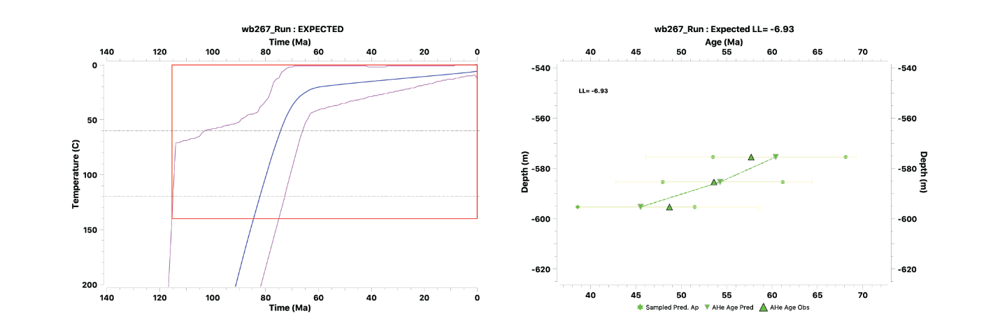 wb267_Run : EXPECTED
Time (Ma)
140 120 100 80 60 40 20 0
0
50
100
150
200
Temperature (C)
140 120 100 80 60 40 20 0
Time (Ma)
wb267_Run : Expected LL= -6.93
Age (Ma)
40 45 50 55 60 65 70
-540 -540
LL= -6.93
-560 -560
-580 -580
-600 -600
-620 -620
Depth (m)
Depth (m)
40 45 50 55 60 65 70
Sampled Pred. Ap AHe Age Pred AHe Age Obs